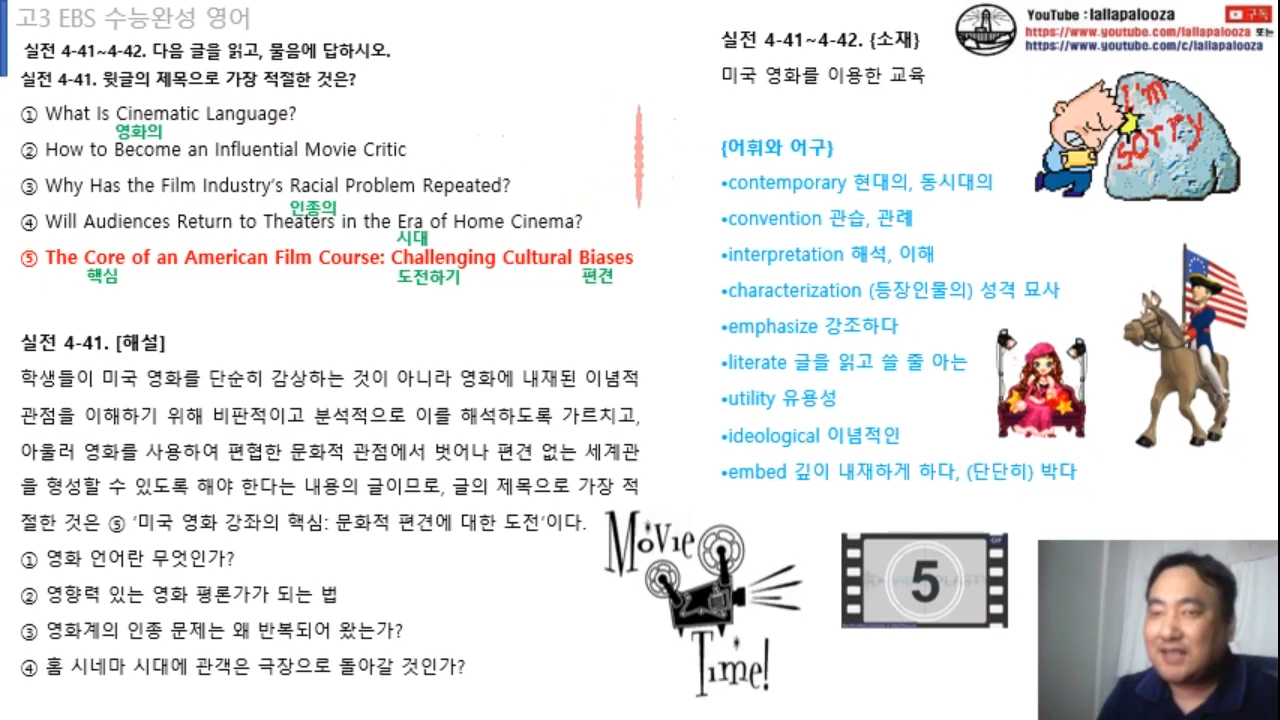 고3 EBS 수능완성 영어
실전 4-41~4-42. 다음 글을 읽고, 물음에 답하시오.
실전 4-41. 윗글의 제목으로 가장 적절한 것은?
① What Is Cinematic Language?
영화의
② How to Become an Influential Movie Critic
③ Why Has the Film Industry's Racial Problem Repeated?
인종의
④ Will Audiences Return to Theaters in the Era of Home Cinema?
시대
⑤ The Core of an American Film Course: Challenging Cultural Biases
핵심 도전하기 편견
실전 4-41. [해설]
학생들이 미국 영화를 단순히 감상하는 것이 아니라 영화에 내재된 이념적
관점을 이해하기 위해 비판적이고 분석적으로 이를 해석하도록 가르치고,
아울러 영화를 사용하여 편협한 문화적 관점에서 벗어나 편견 없는 세계관
을 형성할 수 있도록 해야 한다는 내용의 글이므로, 글의 제목으로 가장 적
절한 것은 ⑤ '미국 영화 강좌의 핵심: 문화적 편견에 대한 도전'이다.
① 영화 언어란 무엇인가?
② 영향력 있는 영화 평론가가 되는 법
③ 영화계의 인종 문제는 왜 반복되어 왔는가?
④ 홈 시네마 시대에 관객은 극장으로 돌아갈 것인가?
실전 4-41~4-42. {소재}
미국 영화를 이용한 교육
{어휘와 어구}
•contemporary 현대의, 동시대의
•convention 관습, 관례
•interpretation 해석, 이해
•characterization (등장인물의) 성격 묘사
•emphasize 강조하다
•literate 글을 읽고 쓸 줄 아는
•utility 유용성
•ideological 이념적인
•embed 깊이 내재하게 하다, (단단히) 박다
YouTube : lallapalooza
구독
https://www.youtube.com/lallapalooza 또는
https://www.youtube.com/c/lallapalooza
I'm
sorry
Movie
Time!
5